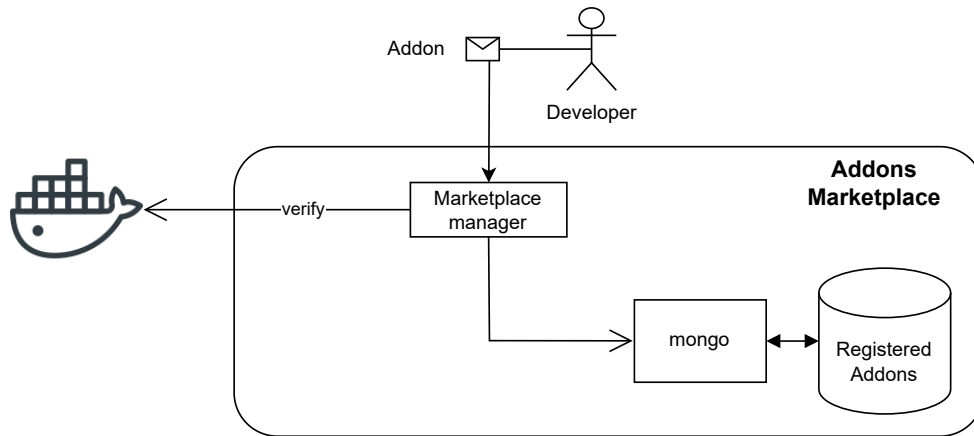 Addon
Developer
Addons
Marketplace
Marketplace
manager
verify
mongo
Registered
Addons